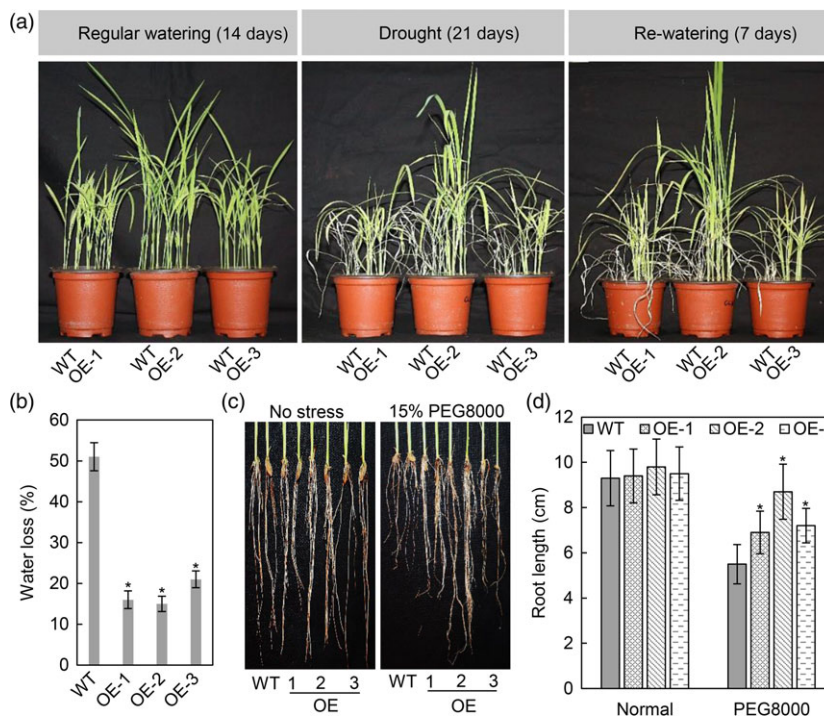 (a)
Regular watering (14 days)
Drought (21 days)
Re-watering (7 days)
WT
OE-1
WT
OE-2
WT
OE-3
WT
OE-1
WT
OE-2
WT
OE-3
WT
OE-1
WT
OE-2
WT
OE-3
(b)
Water loss (%)
60
50
40
30
20
10
0
*
*
*
WT
OE-1
OE-2
OE-3
(c)
No stress
15% PEG8000
WT 1 2 3
OE
WT 1 2 3
OE
(d)
Root length (cm)
12
10
8
6
4
2
0
WT OE-1 OE-2 OE-
*
*
*
Normal
PEG8000